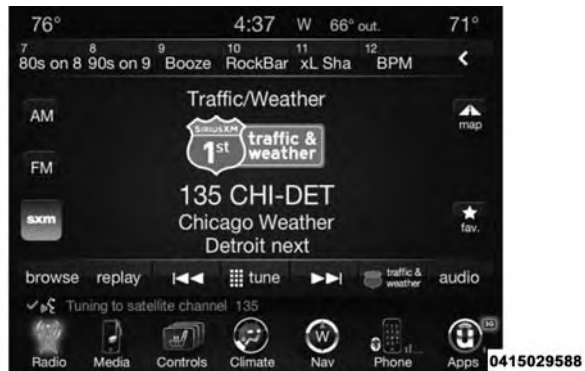 76° 4:37 W 66° out. 71°
7 8 9 10 11 12
80s on 8 90s on 9 Booze RockBar xL Sha BPM
Traffic/Weather
AM
SIRIUSXM
1st traffic & weather
map
FM
135 CHI-DET
sxm
Chicago Weather
fav.
Detroit next
browse replay tune traffic & weather audio
Tuning to satellite channel 135
3G
Radio Media Controls Climate Nav Phone Apps
W
0415029588